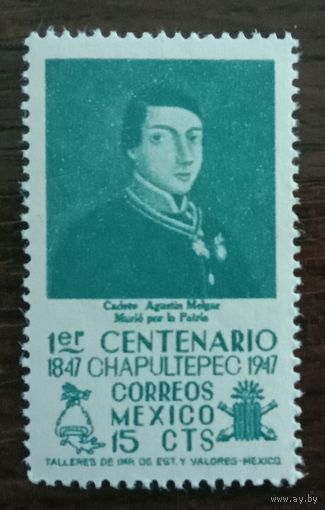 Cadete Agustín Melgar
Murió por la Patria
1er CENTENARIO
1847 CHAPULTEPEC 1947
CORREOS
MEXICO
15 CTS
TALLERES DE IMP. DE EST. Y VALORES-MEXICO
www.ay.by